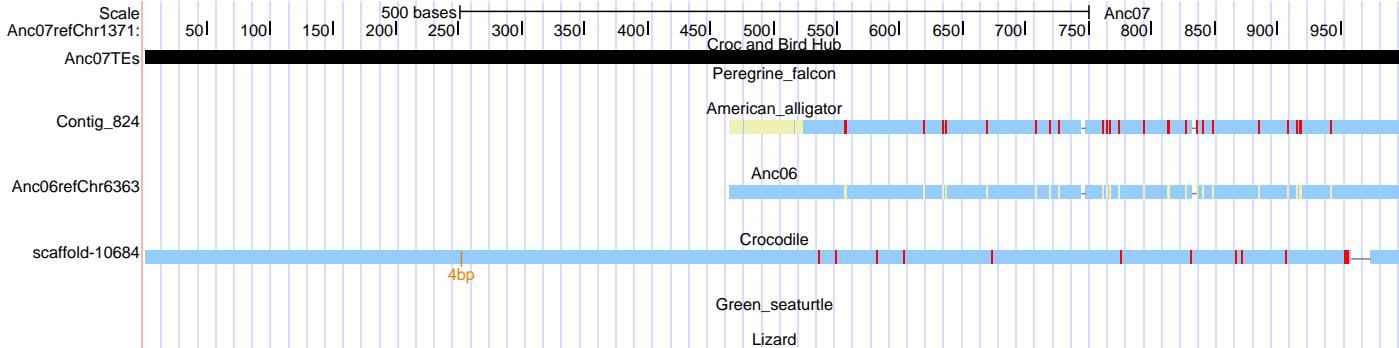 Scale 500 bases Anc07
Anc07refChr1371: 50 100 150 200 250 300 350 400 450 500 550 600 650 700 750 800 850 900 950
Croc and Bird Hub
Anc07TEs
Peregrine_falcon
American_alligator
Contig_824
Anc06
Anc06refChr6363
Crocodile
scaffold-10684
4bp
Green_seaturtle
Lizard